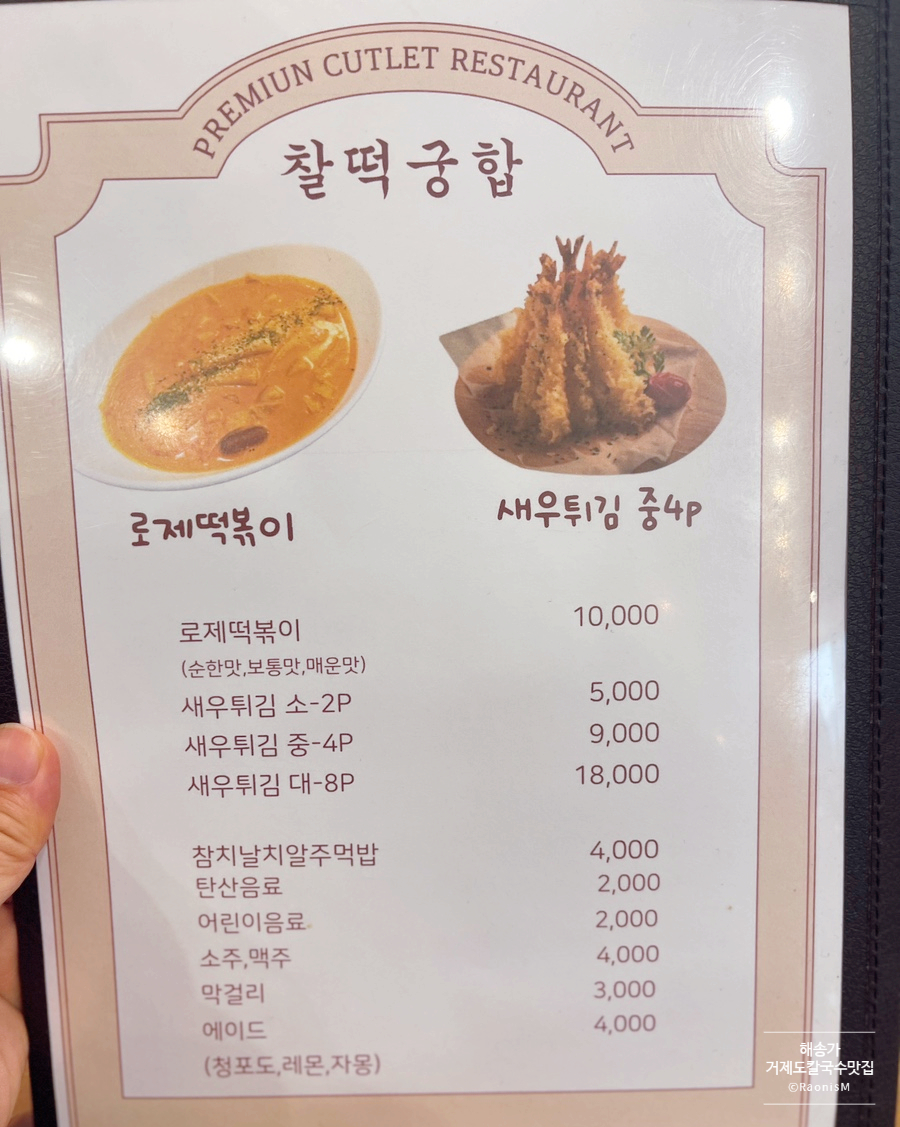 PREMIUN CUTLET RESTAURANT
찰떡궁합
로제떡볶이
새우튀김 중4P
로제떡볶이 10,000
(순한맛,보통맛,매운맛)
새우튀김 소-2P 5,000
새우튀김 중-4P 9,000
새우튀김 대-8P 18,000
참치날치알주먹밥 4,000
탄산음료 2,000
어린이음료 2,000
소주,맥주 4,000
막걸리 3,000
에이드 4,000
(청포도,레몬,자몽)
해송가
거제도칼국수맛집
©RaonisM